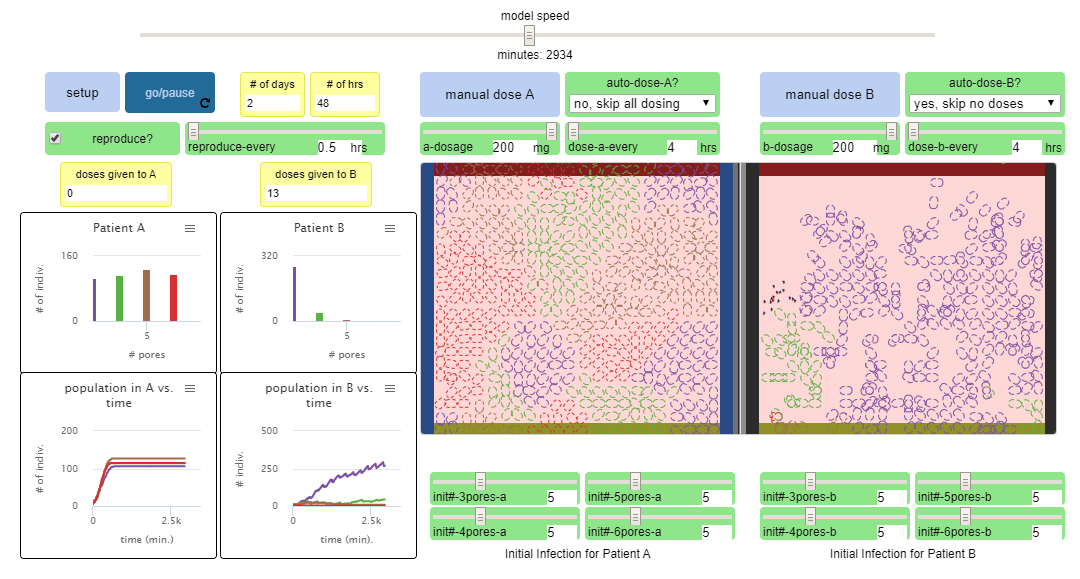 model speed
minutes: 2934
setup
go/pause
# of days
2
# of hrs
48
manual dose A
auto-dose-A?
no, skip all dosing
manual dose B
auto-dose-B?
yes, skip no doses
reproduce?
reproduce-every 0.5 hrs
a-dosage 200 mg
dose-a-every 4 hrs
b-dosage 200 mg
dose-b-every 4 hrs
doses given to A
0
doses given to B
13
Patient A
160
0
# of indiv.
5
# pores
Patient B
320
0
# of indiv.
5
# pores
population in A vs.
time
200
100
0
# of indiv.
0 2.5k
time (min.)
population in B vs.
time
500
250
0
# indiv.
0 2.5k
time (min).
init#-3pores-a 5
init#-5pores-a 5
init#-4pores-a 5
init#-6pores-a 5
Initial Infection for Patient A
init#-3pores-b 5
init#-5pores-b 5
init#-4pores-b 5
init#-6pores-b 5
Initial Infection for Patient B